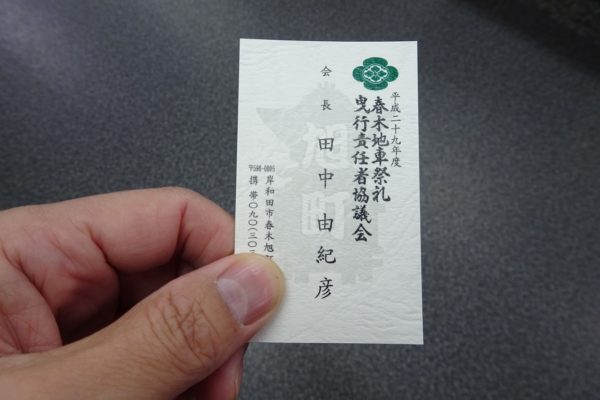 平成二十九年度
春木地車祭礼
曳行責任者協議会
会長 田中由紀彦
旭町
〒596-0005
岸和田市春木旭
携帯〇九〇(三〇